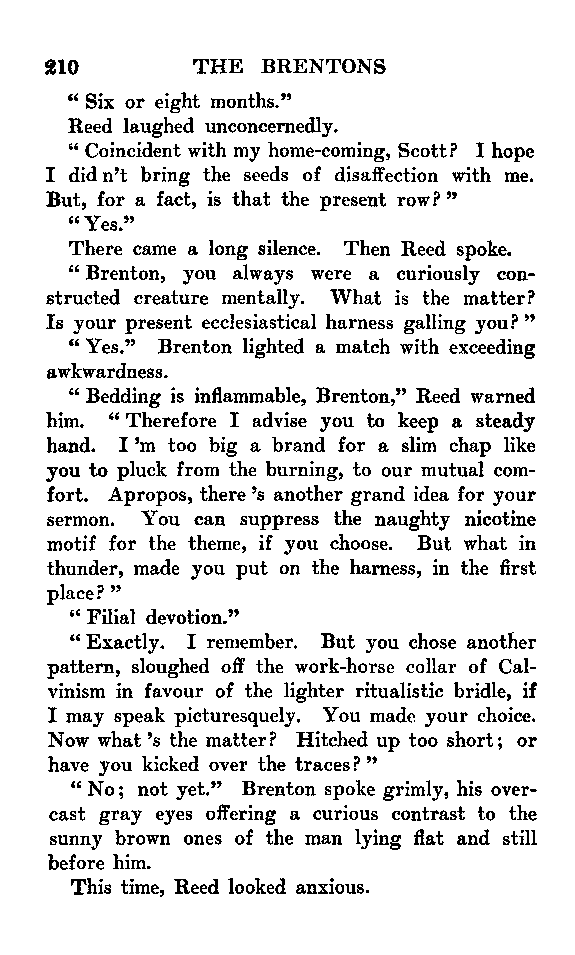 210 THE BRENTONS
“ Six or eight months.”
Reed laughed unconcernedly.
“ Coincident with my home-coming, Scott? I hope
I did n’t bring the seeds of disaffection with me.
But, for a fact, is that the present row? ”
“ Yes.”
There came a long silence. Then Reed spoke.
“ Brenton, you always were a curiously con-
structed creature mentally. What is the matter?
Is your present ecclesiastical harness galling you? ”
“ Yes.” Brenton lighted a match with exceeding
awkwardness.
“ Bedding is inflammable, Brenton,” Reed warned
him. “ Therefore I advise you to keep a steady
hand. I ’m too big a brand for a slim chap like
you to pluck from the burning, to our mutual com-
fort. Apropos, there ’s another grand idea for your
sermon. You can suppress the naughty nicotine
motif for the theme, if you choose. But what in
thunder, made you put on the harness, in the first
place? ”
“ Filial devotion.”
“ Exactly. I remember. But you chose another
pattern, sloughed off the work-horse collar of Cal-
vinism in favour of the lighter ritualistic bridle, if
I may speak picturesquely. You made your choice.
Now what ’s the matter? Hitched up too short; or
have you kicked over the traces? ”
“ No; not yet.” Brenton spoke grimly, his over-
cast gray eyes offering a curious contrast to the
sunny brown ones of the man lying flat and still
before him.
This time, Reed looked anxious.